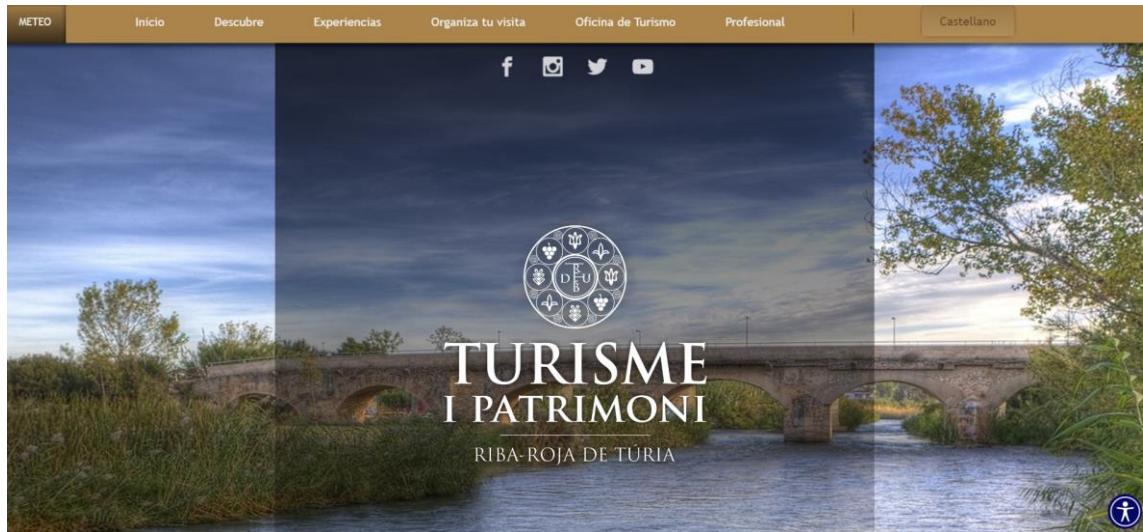 METEO Inicio Descubre Experiencias Organiza tu visita Oficina de Turismo Profesional Castellano
TURISME
I PATRIMONI
RIBA-ROJA DE TÚRIA